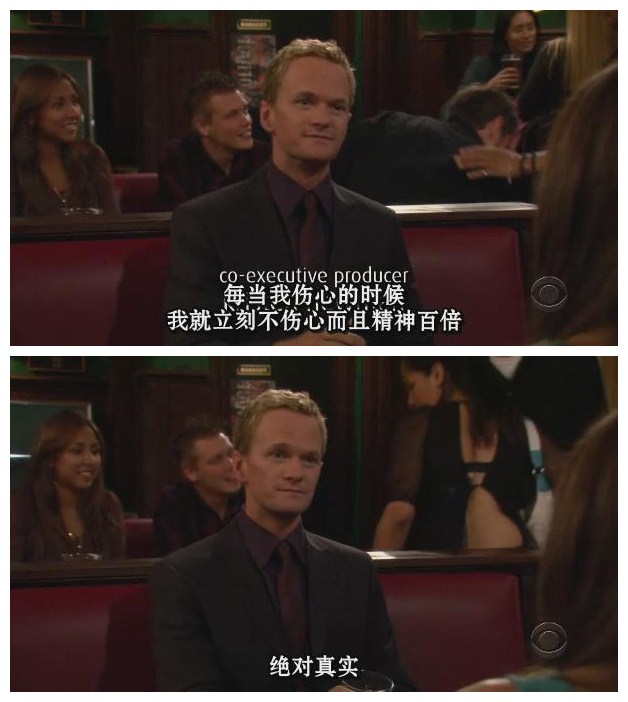 co-executive producer
每当我伤心的时候
我就立刻不伤心而且精神百倍
绝对真实